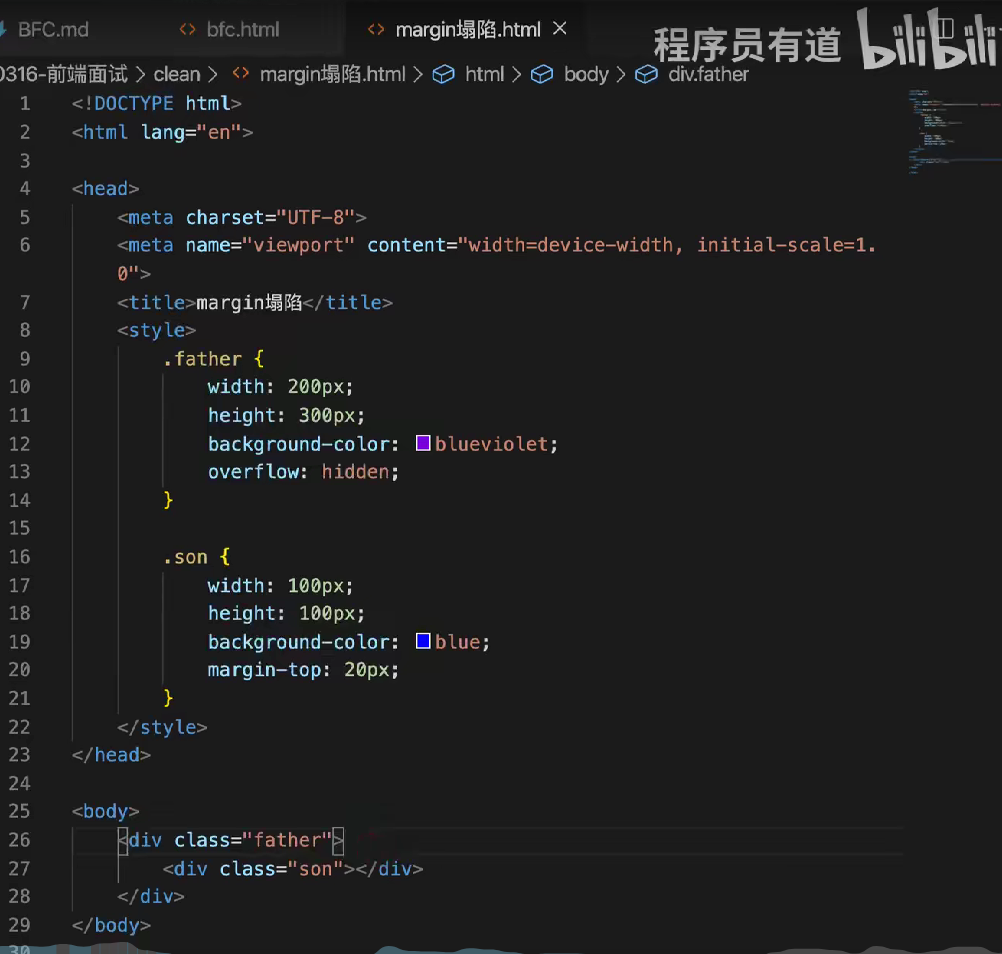 BFC.md <> bfc.html <> margin塌陷.html ×
程序员有道 bilibili
0316-前端面试 > clean > <> margin塌陷.html > html > body > div.father
1 <!DOCTYPE html>
2 <html lang="en">
3
4 <head>
5 <meta charset="UTF-8">
6 <meta name="viewport" content="width=device-width, initial-scale=1.
0">
7 <title>margin塌陷</title>
8 <style>
9 .father {
10 width: 200px;
11 height: 300px;
12 background-color: blueviolet;
13 overflow: hidden;
14 }
15
16 .son {
17 width: 100px;
18 height: 100px;
19 background-color: blue;
20 margin-top: 20px;
21 }
22 </style>
23 </head>
24
25 <body>
26 <div class="father">
27 <div class="son"></div>
28 </div>
29 </body>
30